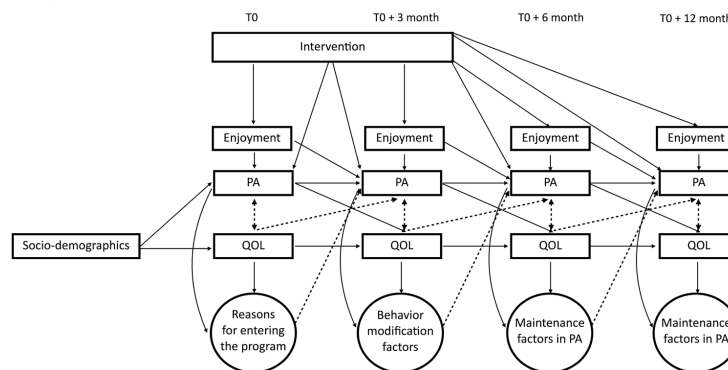 T0
T0 + 3 month
T0 + 6 month
T0 + 12 month
Intervention
Enjoyment
Enjoyment
Enjoyment
Enjoyment
PA
PA
PA
PA
Socio-demographics
QOL
QOL
QOL
QOL
Reasons
for entering
the program
Behavior
modification
factors
Maintenance
factors in PA
Maintenance
factors in PA